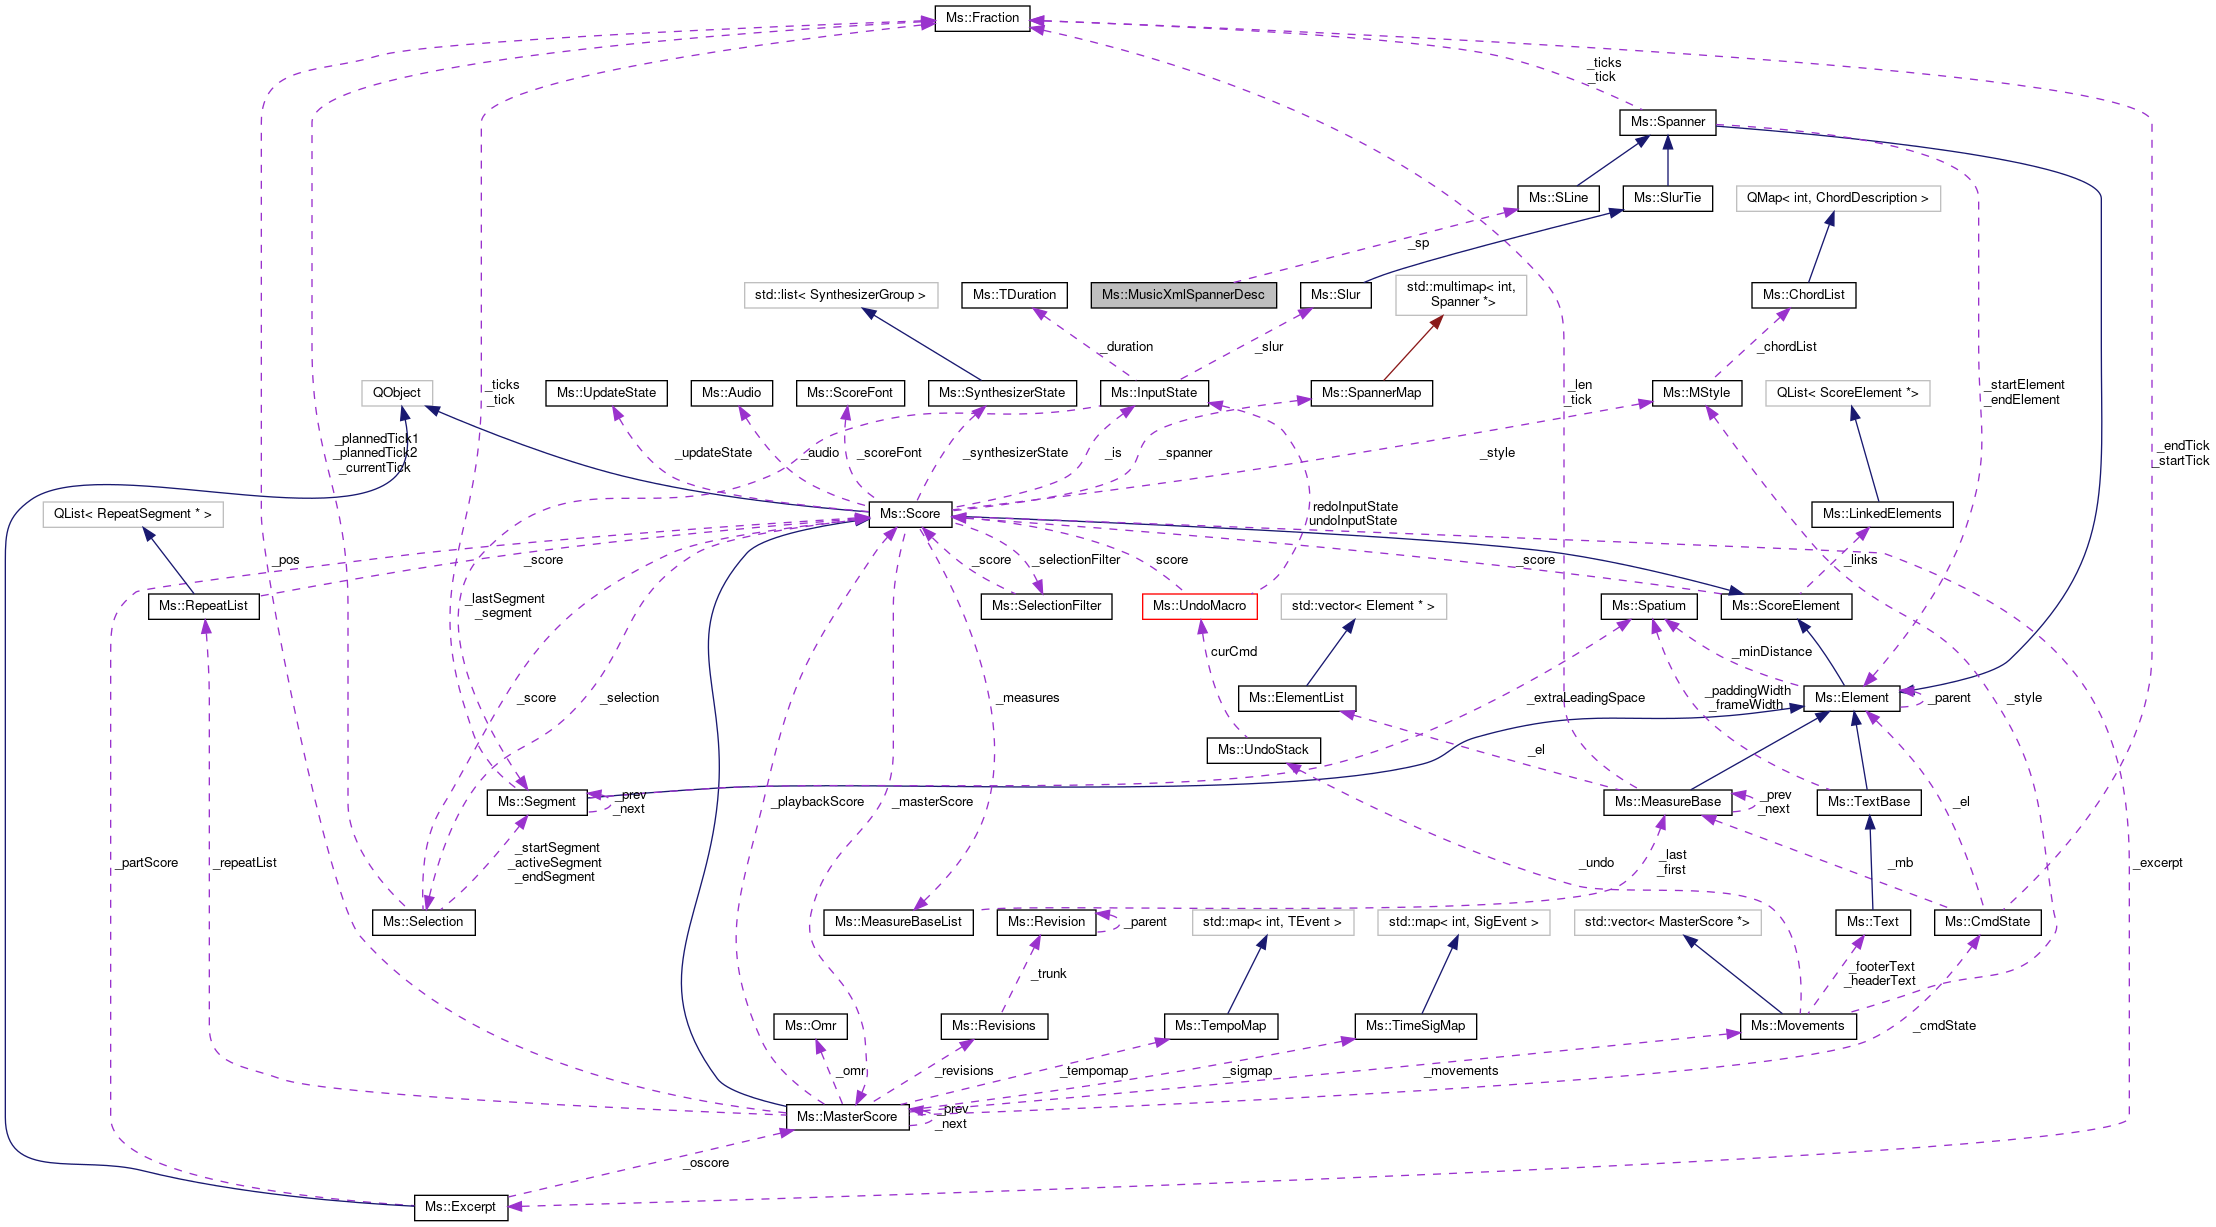 Ms::Fraction
_ticks
_tick
Ms::Spanner
Ms::SLine
Ms::SlurTie
QMap< int, ChordDescription >
_sp
std::list< SynthesizerGroup >
Ms::TDuration
Ms::MusicXmlSpannerDesc
Ms::Slur
std::multimap< int,
Spanner *>
Ms::ChordList
_duration
_slur
_chordList
QObject
Ms::UpdateState
Ms::Audio
Ms::ScoreFont
Ms::SynthesizerState
Ms::InputState
Ms::SpannerMap
Ms::MStyle
QList< ScoreElement *>
_ticks
_tick
_len
_tick
_startElement
_endElement
_plannedTick1
_plannedTick2
_currentTick
_updateState
_audio
_scoreFont
_synthesizerState
_is
_spanner
_style
_endTick
_startTick
QList< RepeatSegment * >
Ms::Score
redoInputState
undoInputState
Ms::LinkedElements
_pos
_score
_score
_selectionFilter
score
_score
_links
Ms::RepeatList
_lastSegment
_segment
Ms::SelectionFilter
Ms::UndoMacro
std::vector< Element * >
Ms::Spatium
Ms::ScoreElement
curCmd
_minDistance
_score
_selection
_measures
Ms::ElementList
_extraLeadingSpace
_paddingWidth
_frameWidth
Ms::Element
_parent
_style
Ms::UndoStack
_el
Ms::Segment
_prev
_next
_playbackScore
_masterScore
Ms::MeasureBase
_prev
_next
Ms::TextBase
_el
_partScore
_repeatList
_startSegment
_activeSegment
_endSegment
_undo
_last
_first
_mb
_excerpt
Ms::Selection
Ms::MeasureBaseList
Ms::Revision
_parent
std::map< int, TEvent >
std::map< int, SigEvent >
std::vector< MasterScore *>
Ms::Text
Ms::CmdState
_trunk
_footerText
_headerText
Ms::Omr
Ms::Revisions
Ms::TempoMap
Ms::TimeSigMap
Ms::Movements
_cmdState
_omr
_revisions
_tempomap
_sigmap
_movements
Ms::MasterScore
_prev
_next
_oscore
Ms::Excerpt